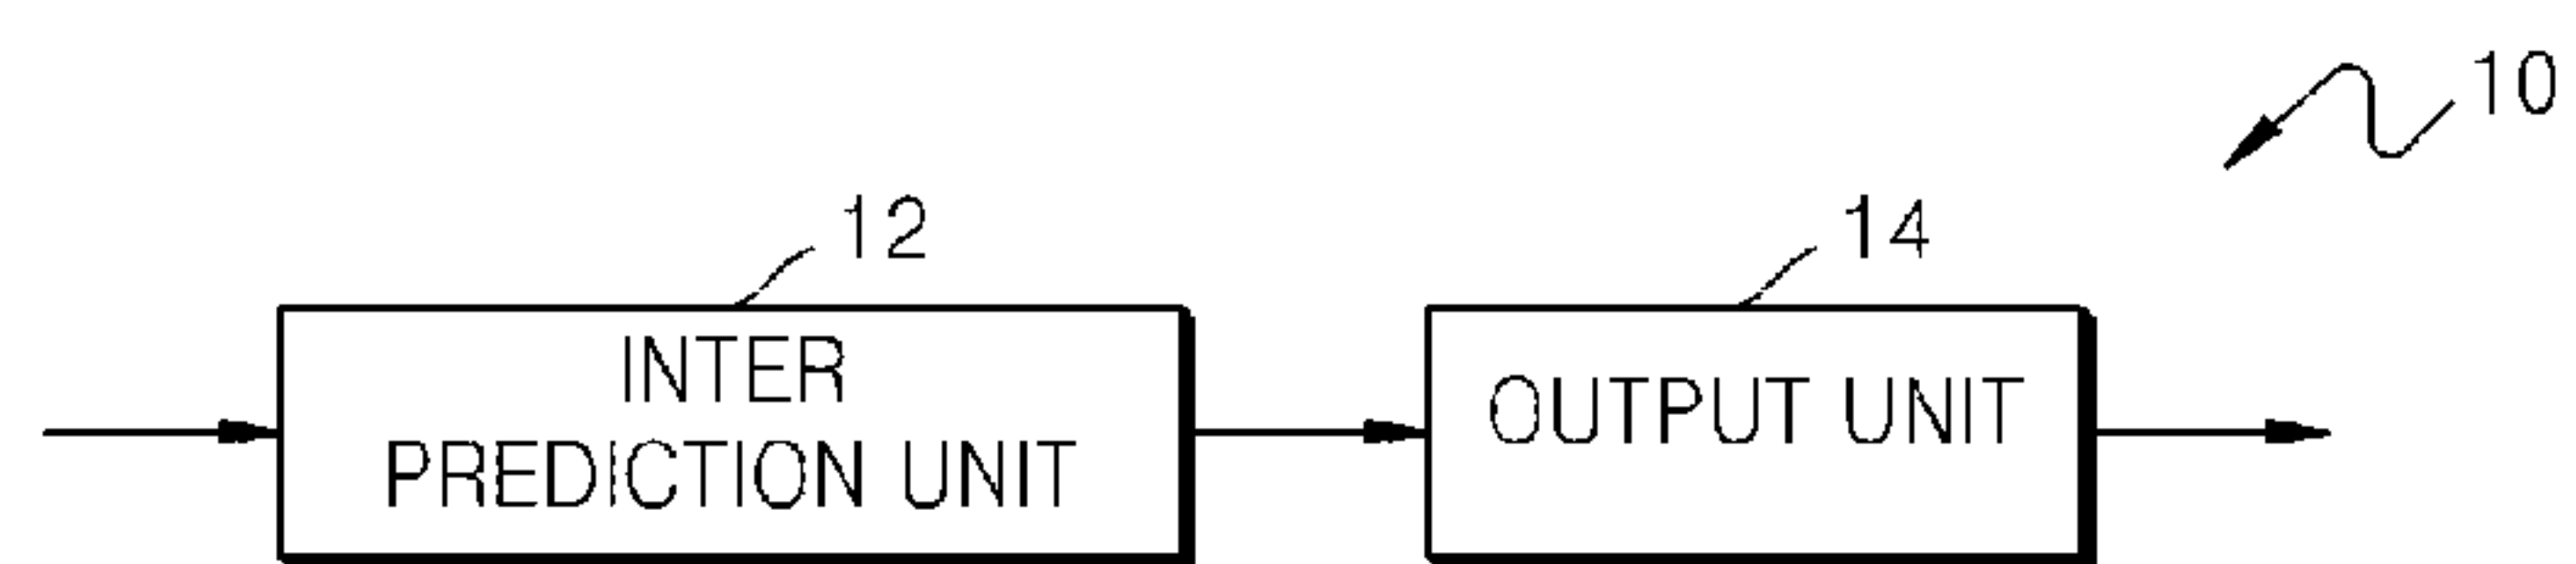 10
12
14
INTER
PREDICTION UNIT
OUTPUT UNIT